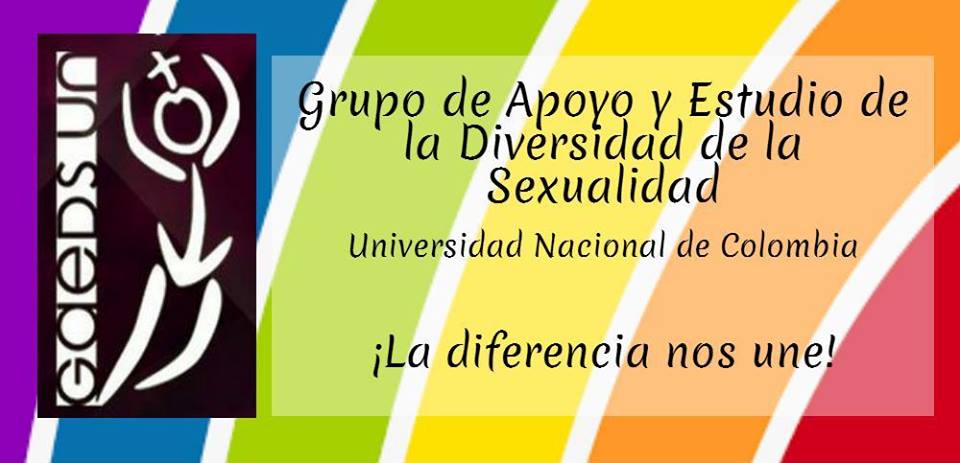 GaeDS UN
Grupo de Apoyo y Estudio de
la Diversidad de la
Sexualidad
Universidad Nacional de Colombia
¡La diferencia nos une!